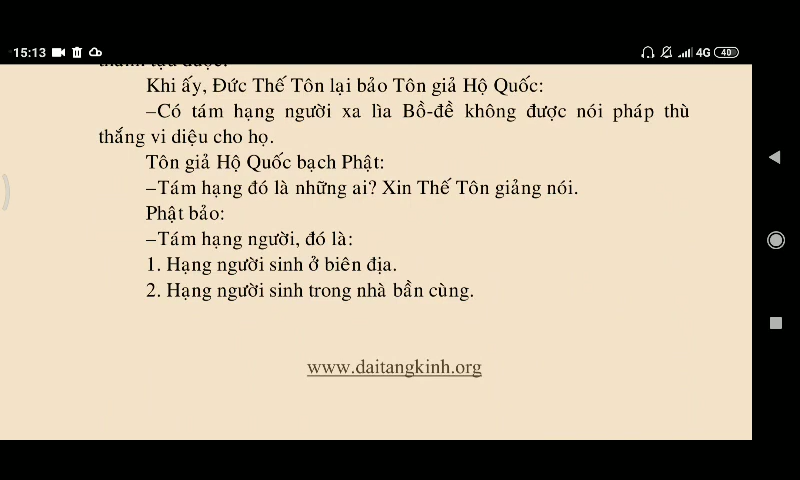 15:13
4G 40
thành tựu được.
Khi ấy, Đức Thế Tôn lại bảo Tôn giả Hộ Quốc:
–Có tám hạng người xa lìa Bồ-đề không được nói pháp thù
thắng vi diệu cho họ.
Tôn giả Hộ Quốc bạch Phật:
–Tám hạng đó là những ai? Xin Thế Tôn giảng nói.
Phật bảo:
–Tám hạng người, đó là:
1. Hạng người sinh ở biên địa.
2. Hạng người sinh trong nhà bần cùng.
www.daitangkinh.org